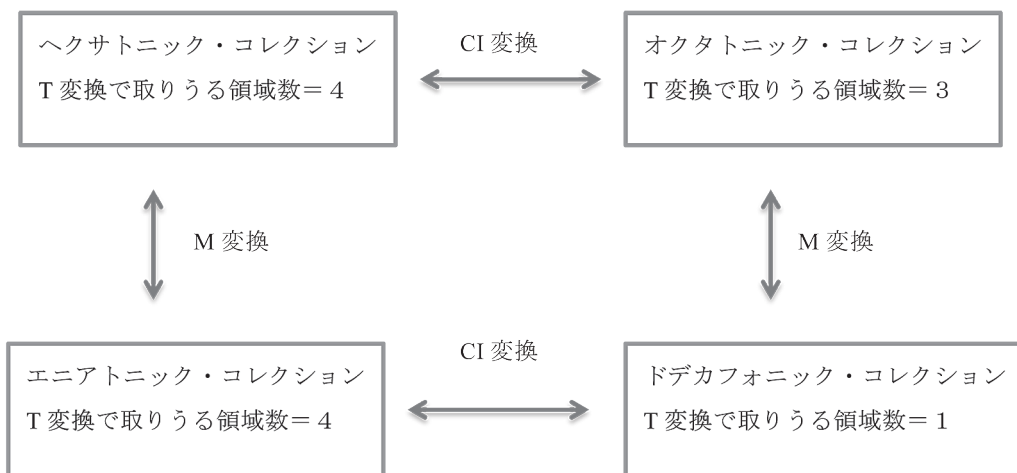 ヘクサトニック・コレクション
T 変換で取りうる領域数＝４
CI 変換
オクタトニック・コレクション
T 変換で取りうる領域数＝３
M 変換
M 変換
エニアトニック・コレクション
T 変換で取りうる領域数＝４
CI 変換
ドデカフォニック・コレクション
T 変換で取りうる領域数＝１